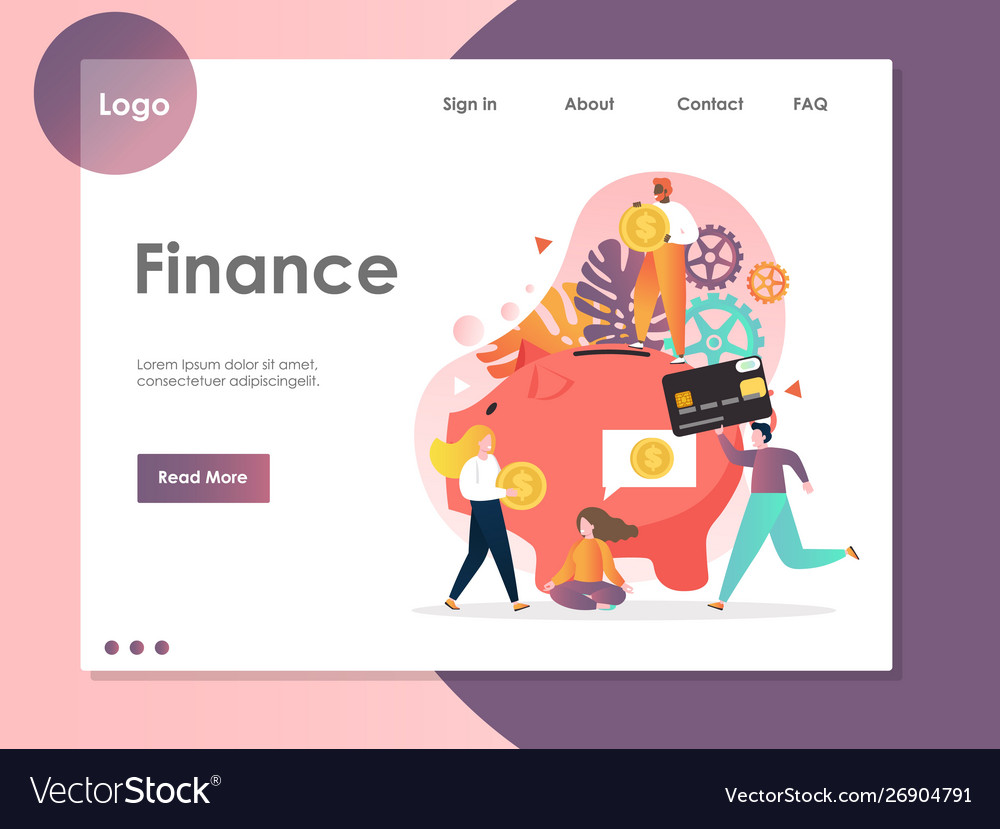 Logo
Sign in About Contact FAQ
Finance
Lorem Ipsum dolor sit amet,
consectetuer adipiscingelit.
Read More
$
$
$
VectorStock®
VectorStock.com/26904791